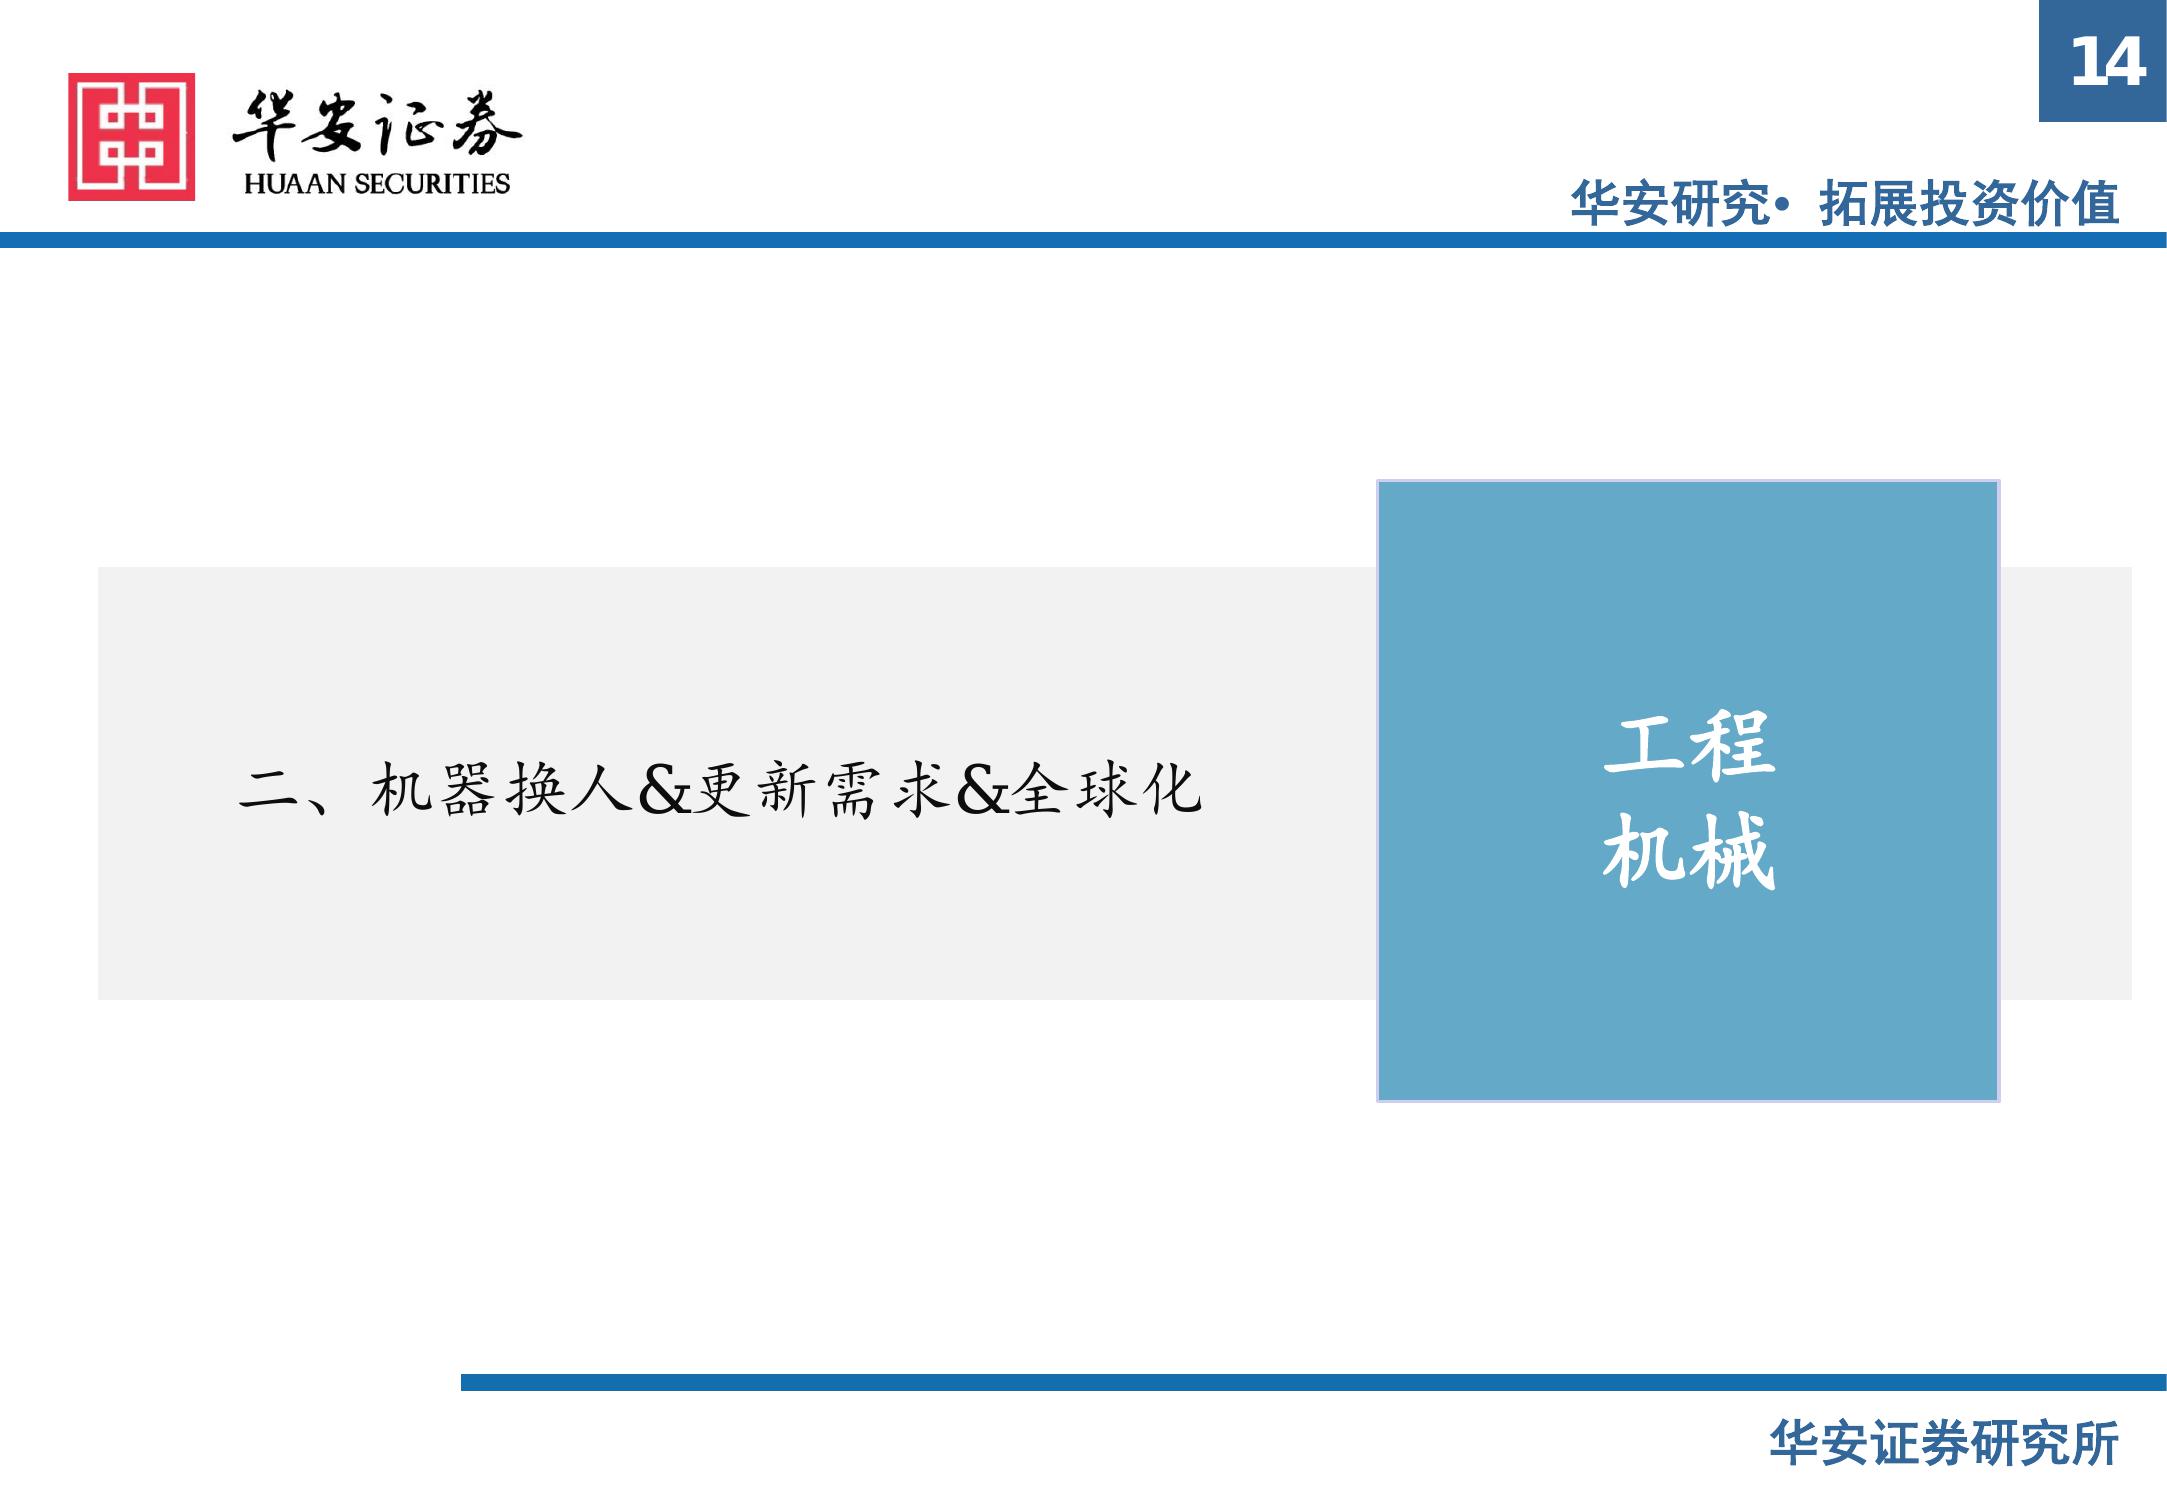 14
华安证券
HUAAN SECURITIES
华安研究• 拓展投资价值
二、机器换人&更新需求&全球化
工程
机械
华安证券研究所